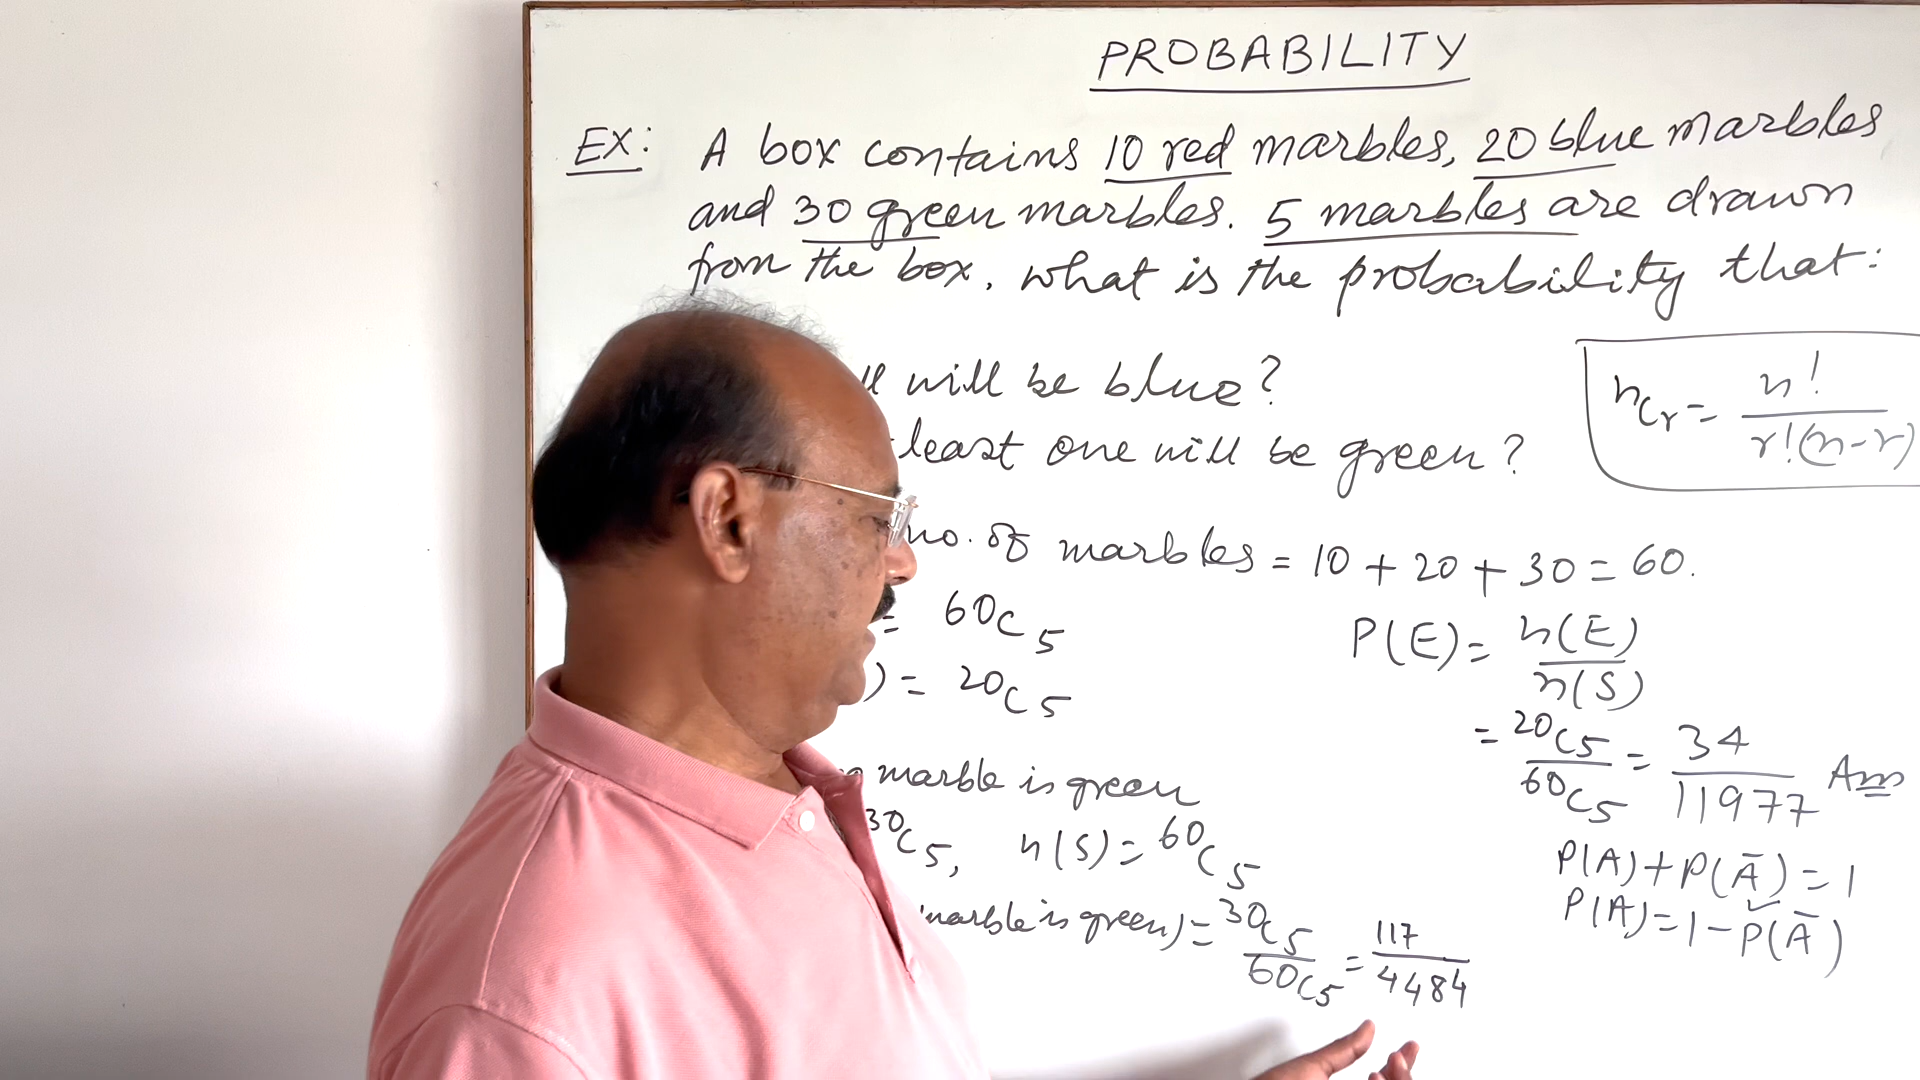 PROBABILITY
EX: A box contains 10 red marbles, 20 blue marbles
and 30 green marbles. 5 marbles are drawn
from the box, what is the probability that:
will be blue?
least one will be green?
nCr = n! / r!(n-r)
no. of marbles = 10 + 20 + 30 = 60.
= 60C5
) = 20C5
P(E) = n(E) / n(S)
= 20C5 / 60C5 = 34 / 11977 Ans
marble is green
30C5, n(S) = 60C5
P(A) + P(Ā) = 1
P(A) = 1 - P(Ā)
marble is green) = 30C5 / 60C5 = 117 / 4484